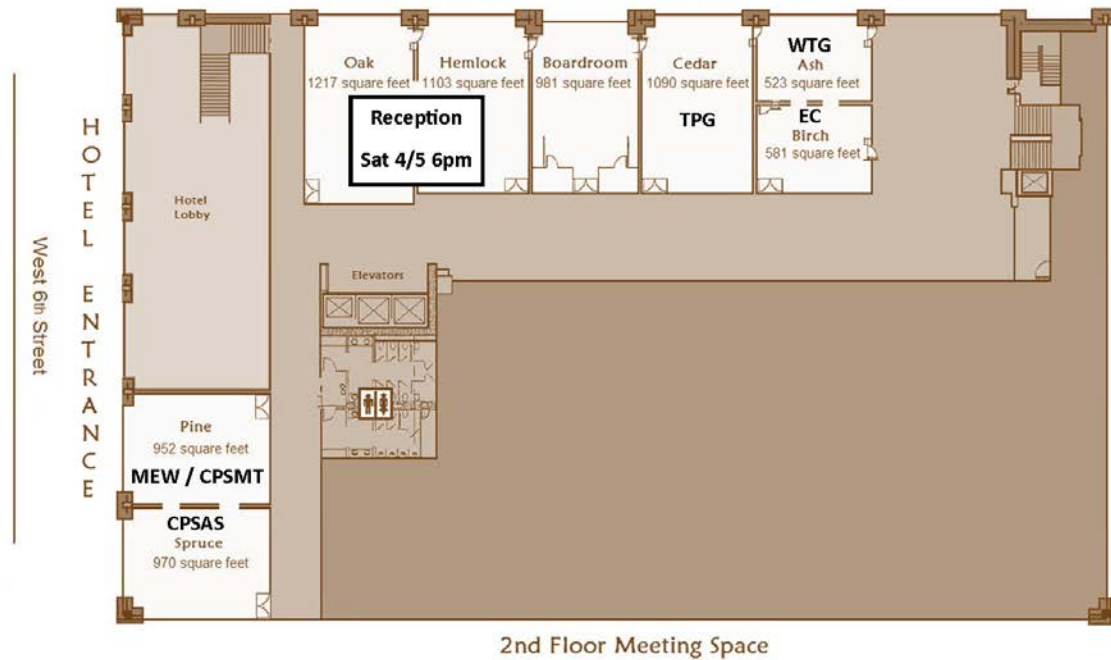 West 6th Street
HOTEL ENTRANCE
Hotel
Lobby
Oak
1217 square feet
Hemlock
1103 square feet
Reception
Sat 4/5 6pm
Boardroom
981 square feet
Cedar
1090 square feet
TPG
WTG
Ash
523 square feet
EC
Birch
581 square feet
Elevators
Pine
952 square feet
MEW / CPSMT
CPSAS
Spruce
970 square feet
2nd Floor Meeting Space